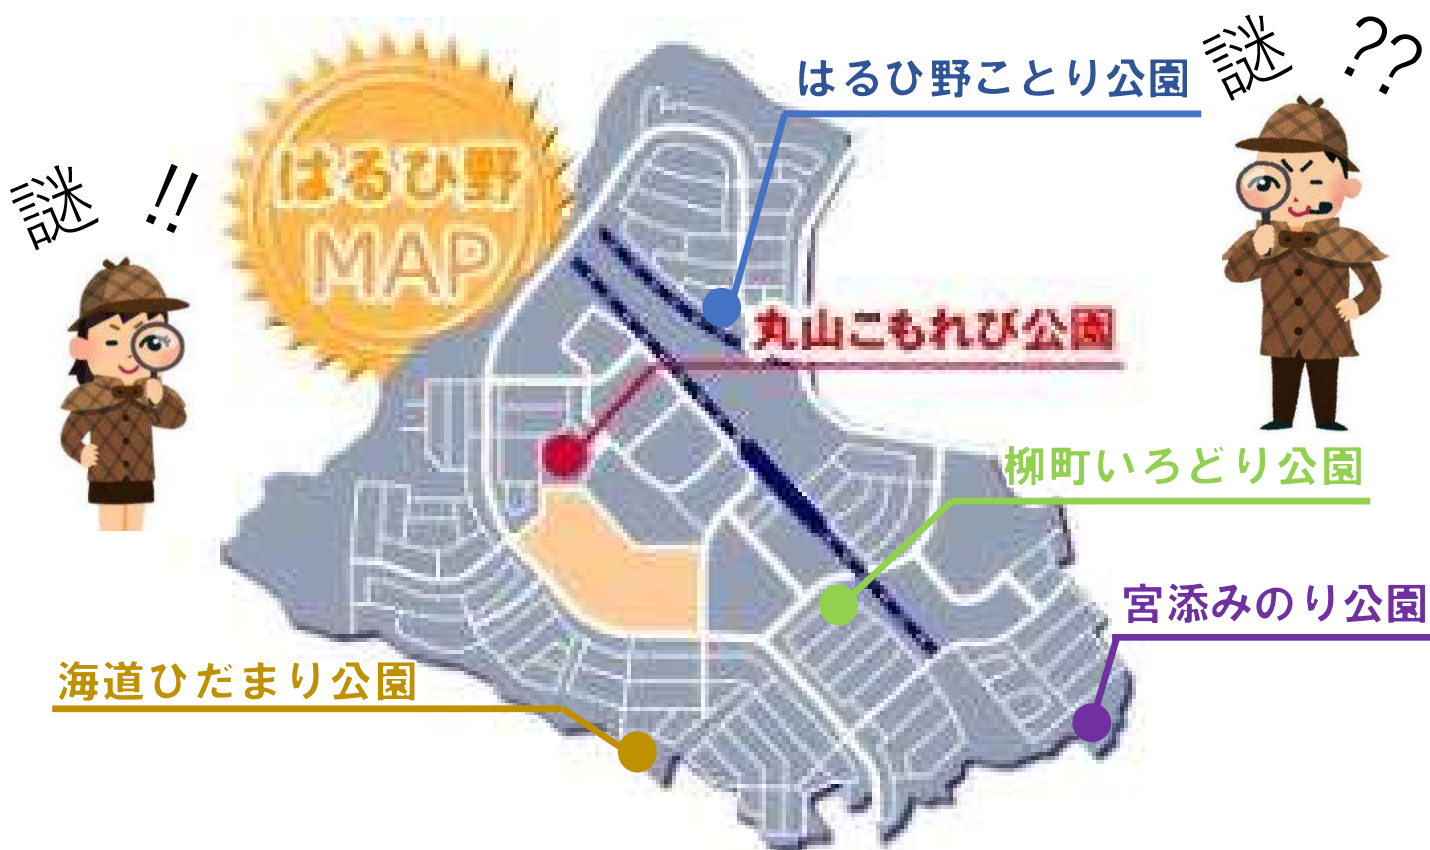 はるひ野ことり公園
謎 ??
謎 !!
はるひ野
MAP
丸山こもれび公園
柳町いろどり公園
宮添みのり公園
海道ひだまり公園